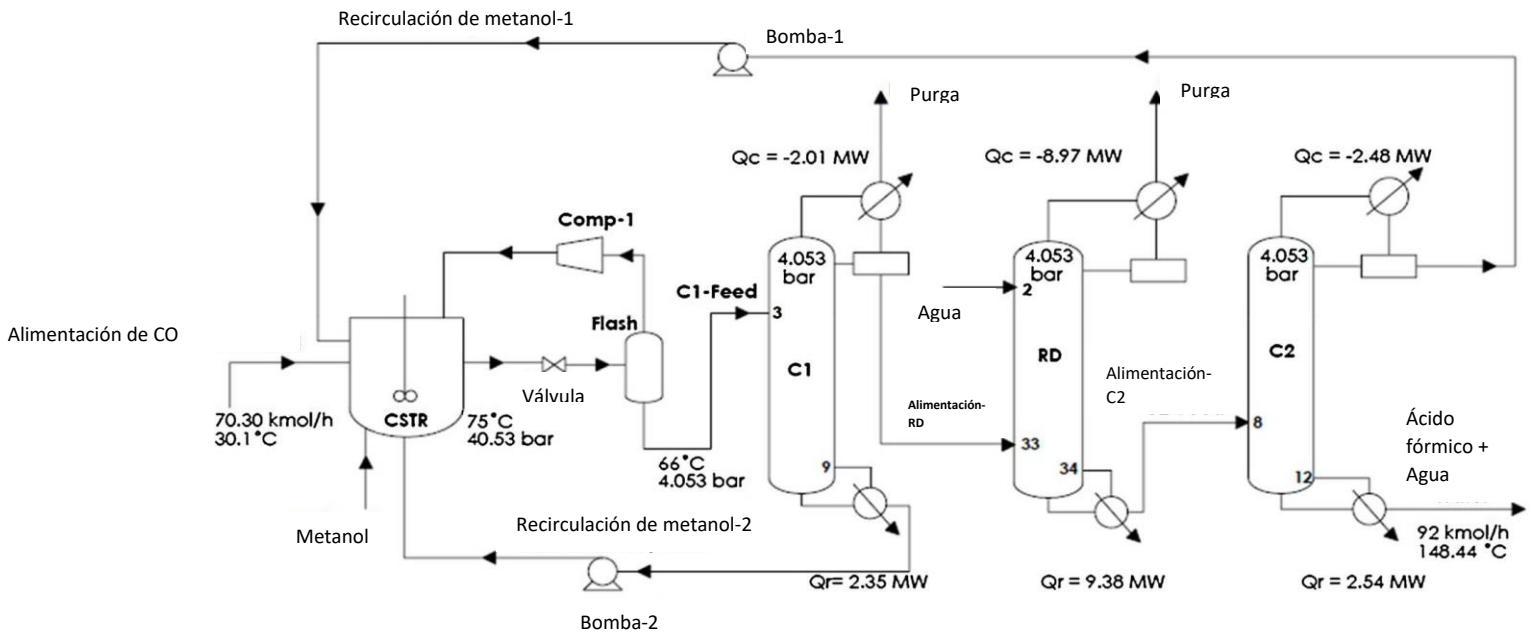 Recirculación de metanol-1
Bomba-1
Purga
Purga
Qc = -2.01 MW
Qc = -8.97 MW
Qc = -2.48 MW
Comp-1
4.053
bar
4.053
bar
4.053
bar
C1-Feed
3
2
Agua
Flash
Alimentación de CO
C1
RD
C2
Alimentación-
C2
Válvula
70.30 kmol/h
30.1°C
CSTR
75°C
40.53 bar
Alimentación-
RD
33
8
Ácido
fórmico +
Agua
66°C
4.053 bar
9
34
12
Metanol
Recirculación de metanol-2
92 kmol/h
148.44 °C
Qr= 2.35 MW
Qr = 9.38 MW
Qr = 2.54 MW
Bomba-2